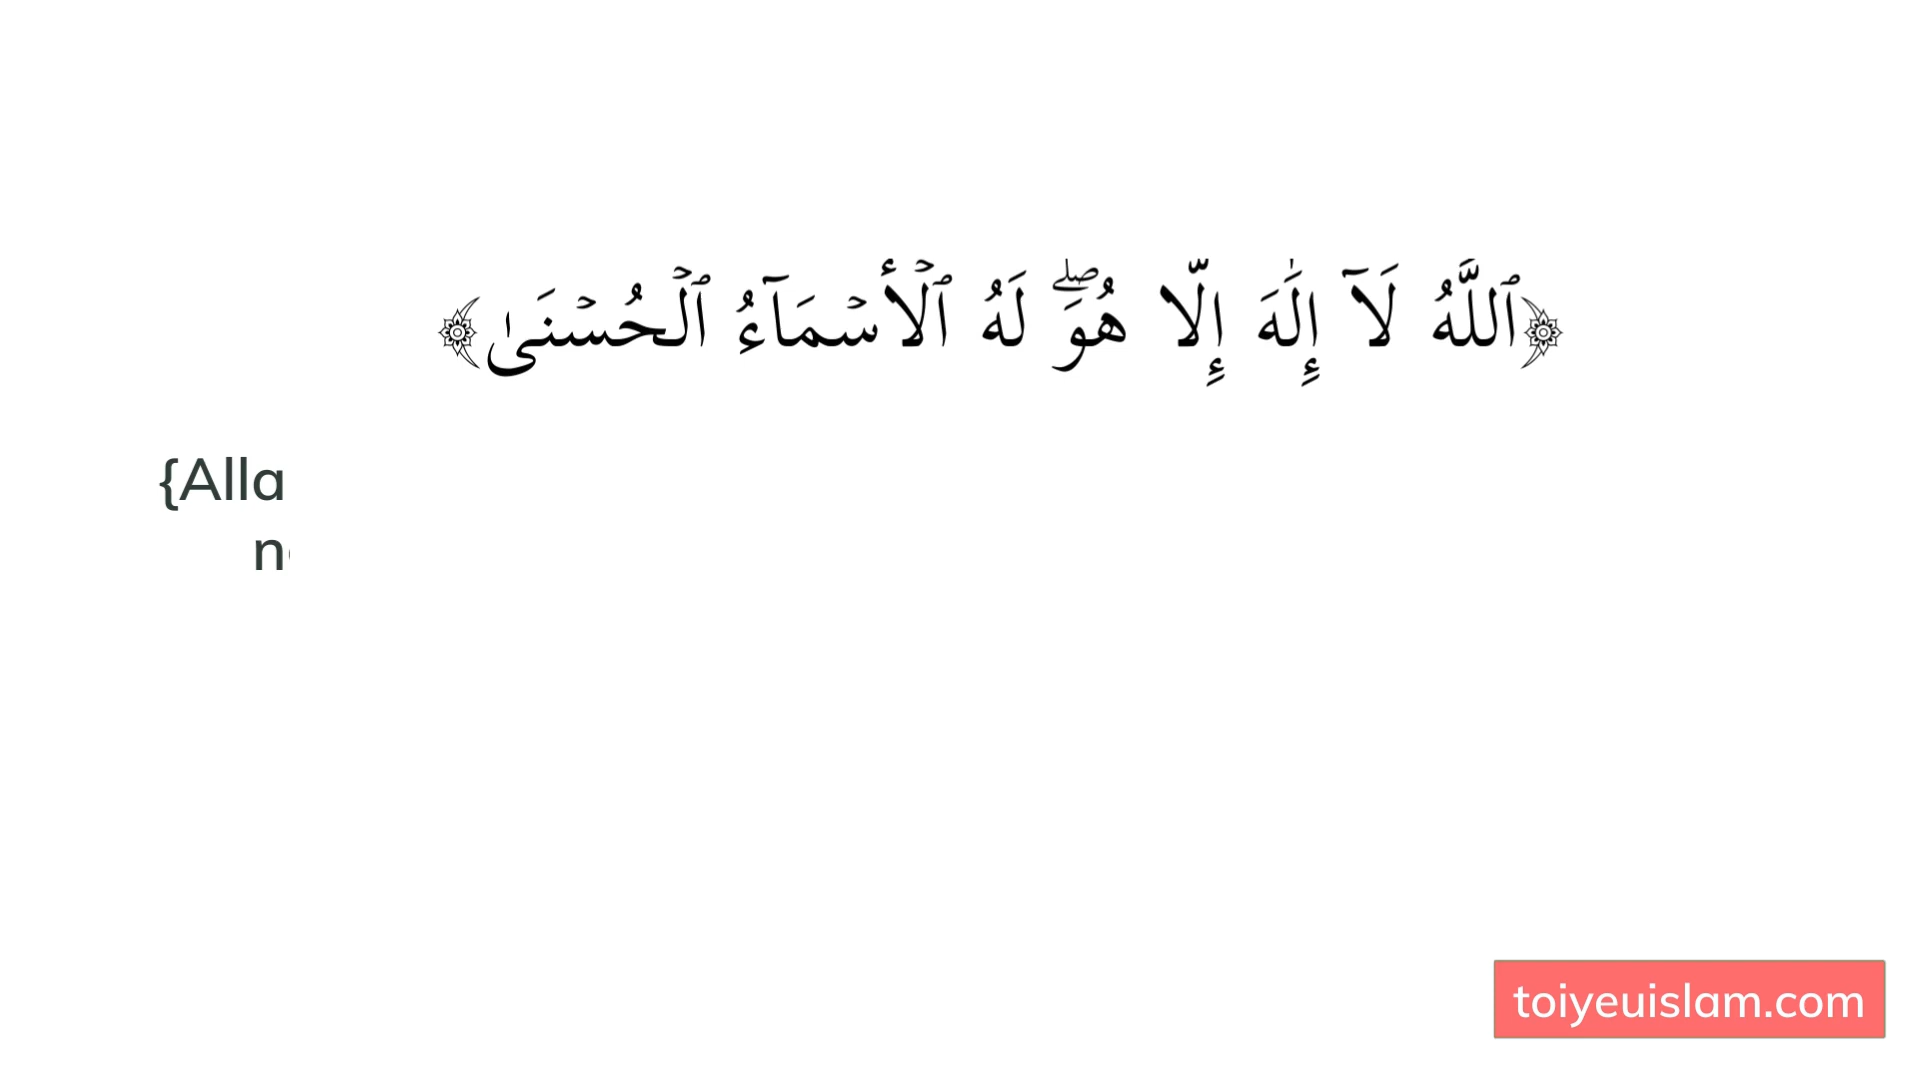 ﴿ٱللَّهُ لَآ إِلَٰهَ إِلَّا هُوَۖ لَهُ ٱلۡأَسۡمَآءُ ٱلۡحُسۡنَىٰ﴾
{Alla
n
toiyeuislam.com